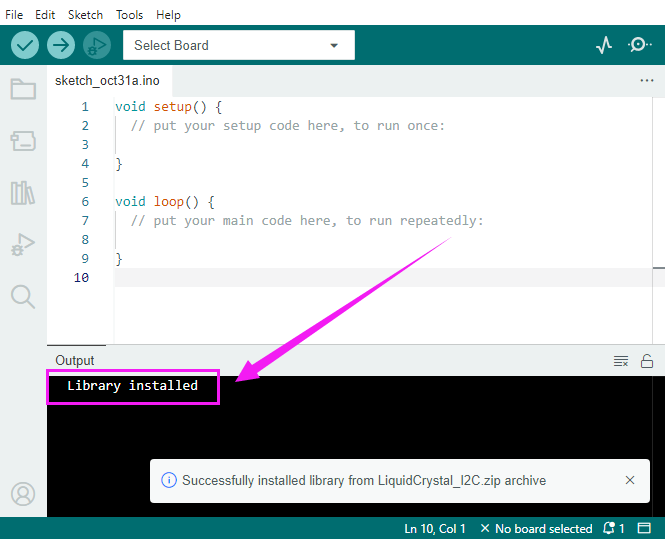 File Edit Sketch Tools Help
Select Board
sketch_oct31a.ino
1 void setup() {
2 // put your setup code here, to run once:
3
4 }
5
6 void loop() {
7 // put your main code here, to run repeatedly:
8
9 }
10
Output
Library installed
Successfully installed library from LiquidCrystal_I2C.zip archive
Ln 10, Col 1 × No board selected 1